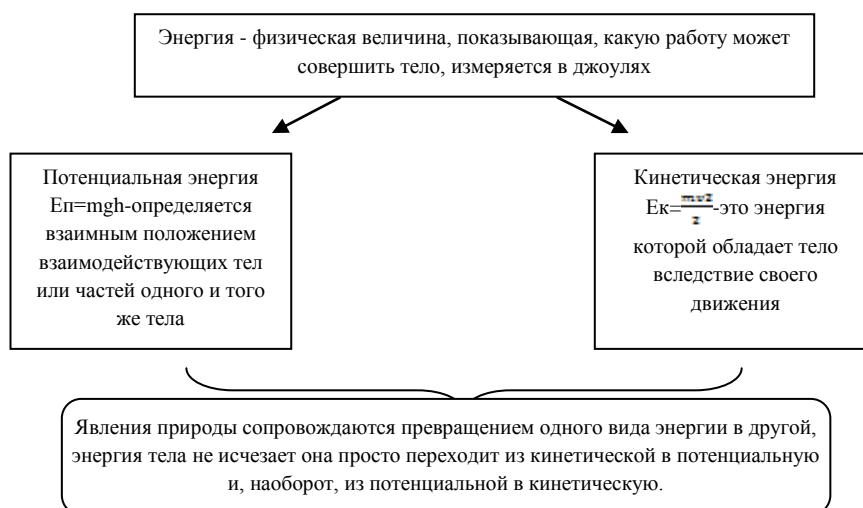 Энергия - физическая величина, показывающая, какую работу может
совершить тело, измеряется в джоулях
Потенциальная энергия
Еп=mgh-определяется
взаимным положением
взаимодействующих тел
или частей одного и того
же тела
Кинетическая энергия
Ек=mv2/2-это энергия
которой обладает тело
вследствие своего
движения
Явления природы сопровождаются превращением одного вида энергии в другой,
энергия тела не исчезает она просто переходит из кинетической в потенциальную
и, наоборот, из потенциальной в кинетическую.